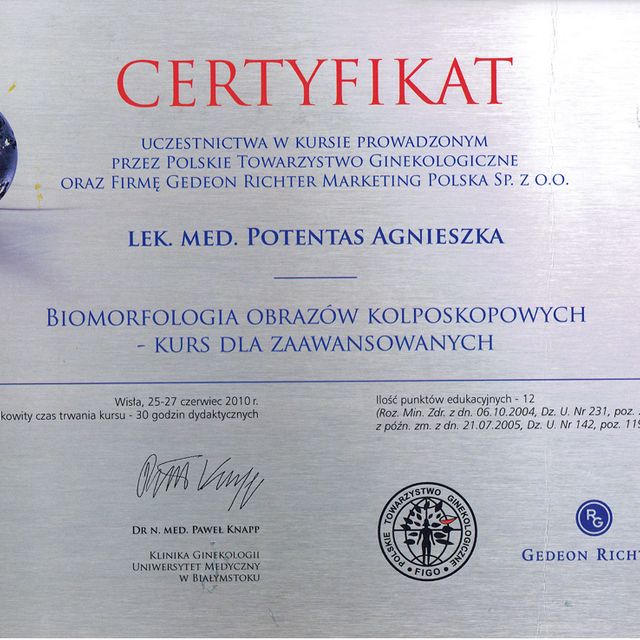 CERTYFIKAT
UCZESTNICTWA W KURSIE PROWADZONYM
PRZEZ POLSKIE TOWARZYSTWO GINEKOLOGICZNE
ORAZ FIRMĘ GEDEON RICHTER MARKETING POLSKA SP. Z O.O.
LEK. MED. POTENTAS AGNIESZKA
BIOMORFOLOGIA OBRAZÓW KOLPOSKOPOWYCH
- KURS DLA ZAAWANSOWANYCH
Wisła, 25-27 czerwiec 2010 r.
kowity czas trwania kursu - 30 godzin dydaktycznych
Ilość punktów edukacyjnych - 12
(Roz. Min. Zdr. z dn. 06.10.2004, Dz. U. Nr 231, poz.
z późn. zm. z dn. 21.07.2005, Dz. U. Nr 142, poz. 119
DR N. MED. PAWEŁ KNAPP
KLINIKA GINEKOLOGII
UNIWERSYTET MEDYCZNY
W BIAŁYMSTOKU
POLSKIE TOWARZYSTWO GINEKOLOGICZNE
FIGO
RG
GEDEON RICHT